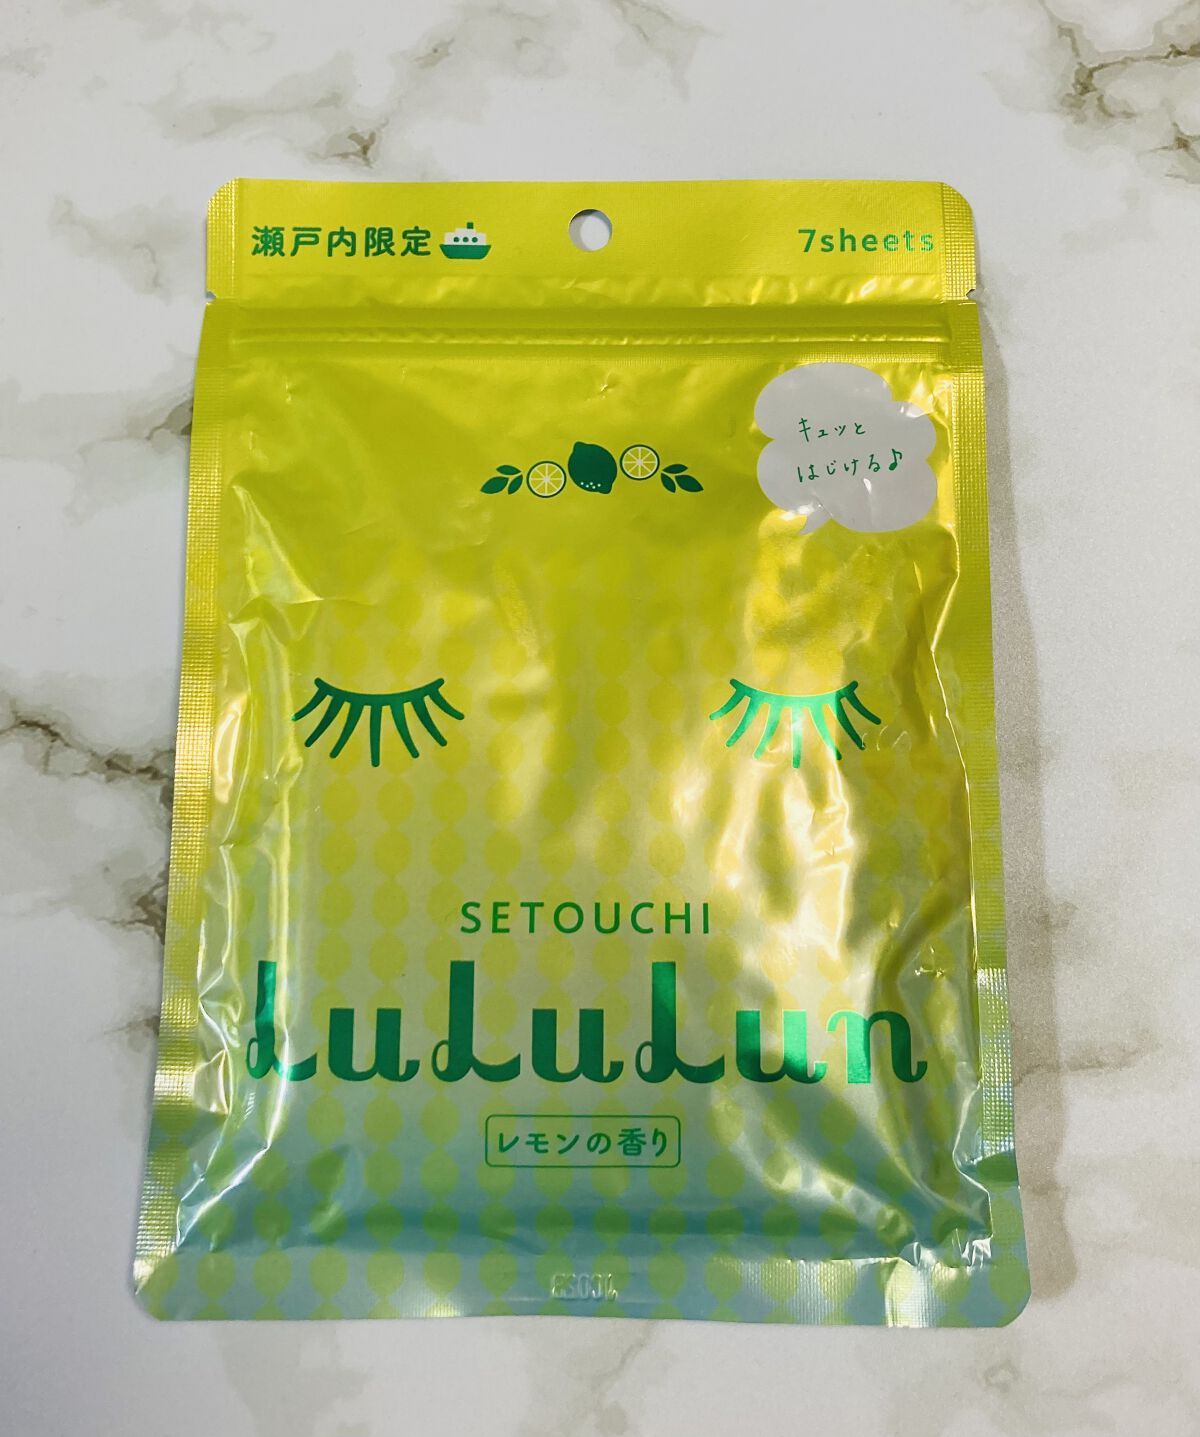 瀬戸内限定
7sheets
キュッと
はじける♪
SETOUCHI
LuLuLun
レモンの香り